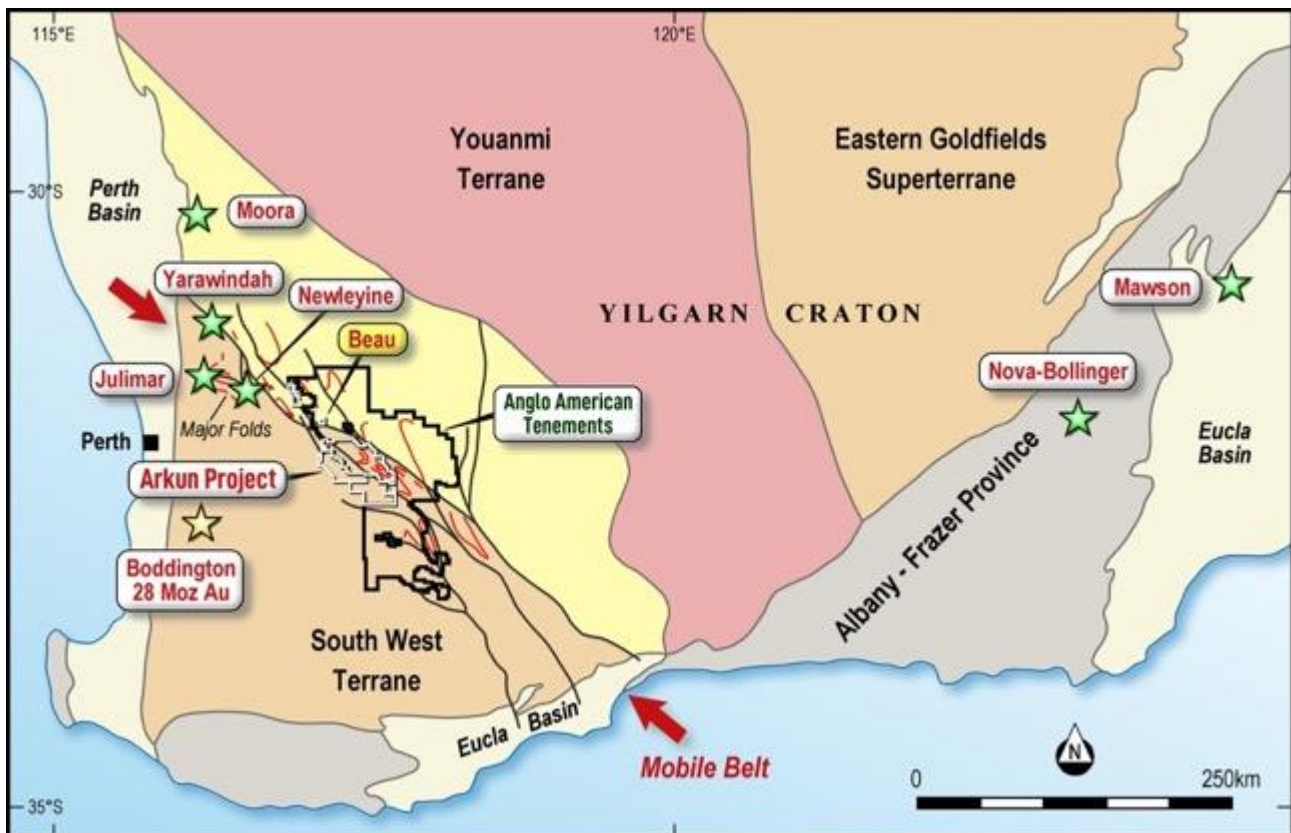 115°E
120°E
30°S
Youanmi
Terrane
Eastern Goldfields
Superterrane
Perth
Basin
Moora
Yarawindah
Newleyine
Beau
YILGARN CRATON
Mawson
Julimar
Nova-Bollinger
Major Folds
Anglo American
Tenements
Perth
Eucla
Basin
Arkun Project
Albany - Frazer Province
Boddington
28 Moz Au
South West
Terrane
Eucla Basin
Mobile Belt
N
0 250km
35°S